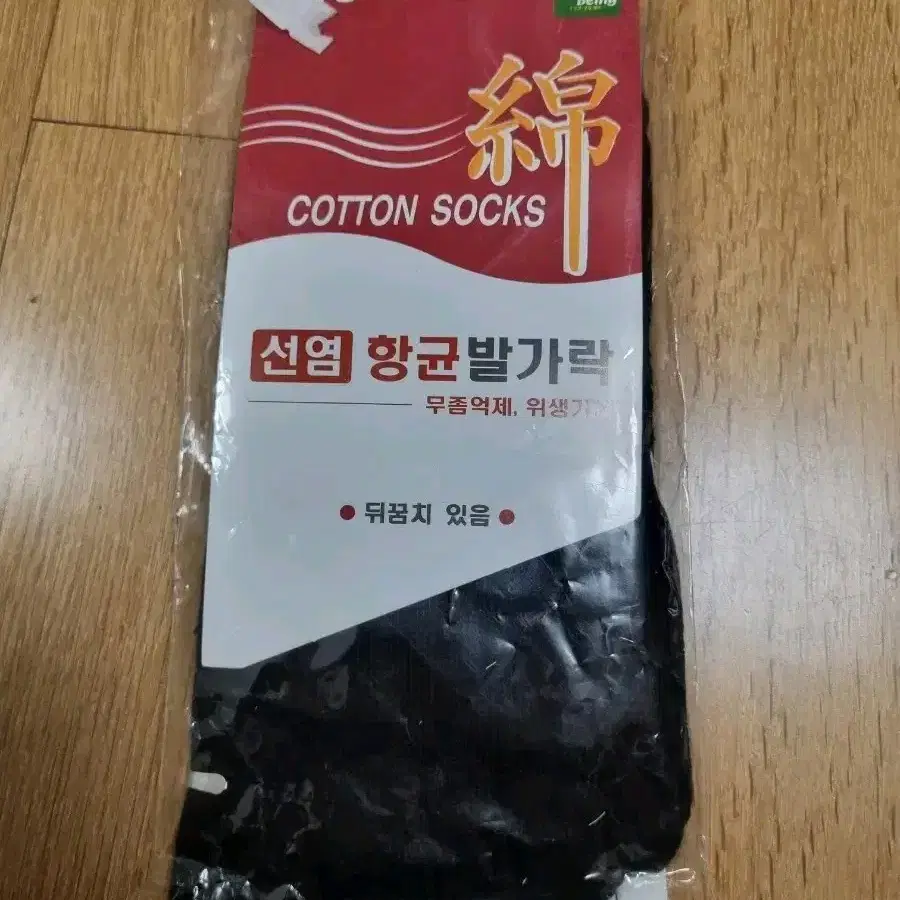 being
綿
COTTON SOCKS
선염 항균발가락
무좀억제, 위생
• 뒤꿈치 있음 •